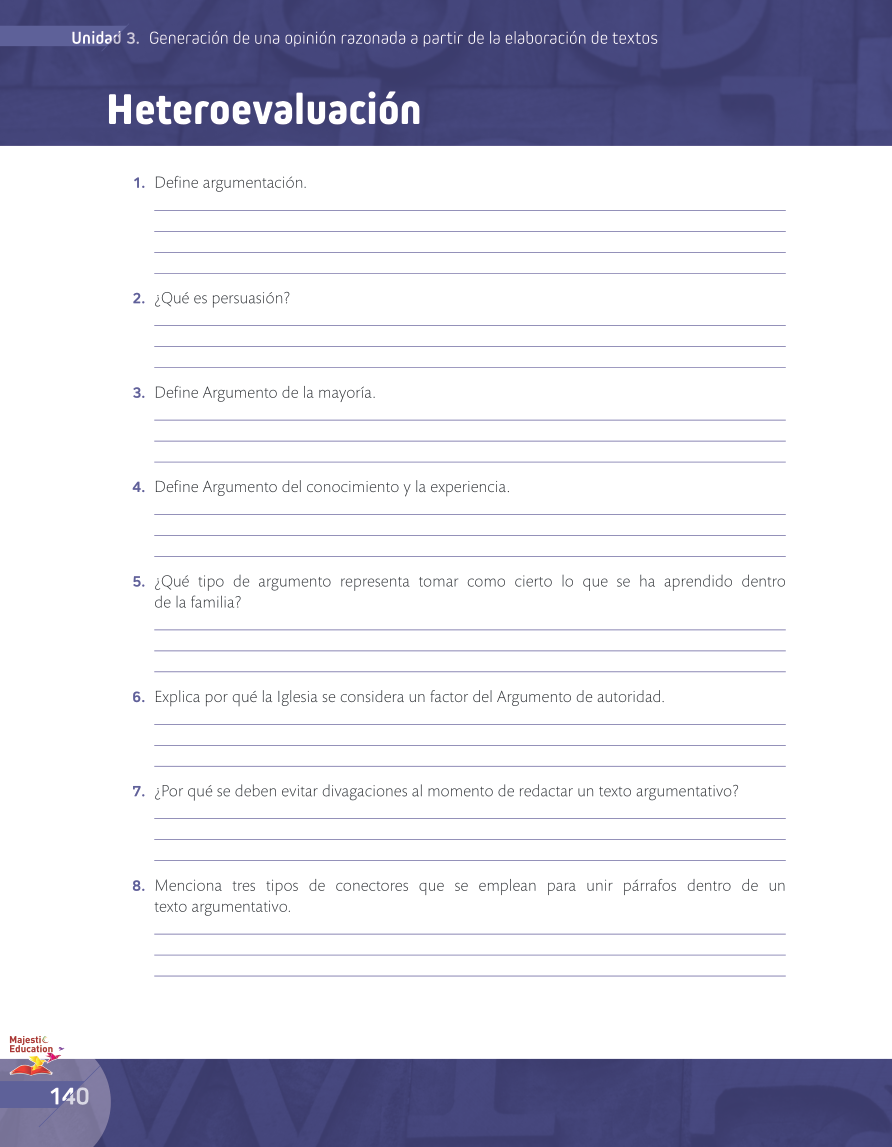 Unidad 3. Generación de una opinión razonada a partir de la elaboración de textos
Heteroevaluación
1. Define argumentación.
2. ¿Qué es persuasión?
3. Define Argumento de la mayoría.
4. Define Argumento del conocimiento y la experiencia.
5. ¿Qué tipo de argumento representa tomar como cierto lo que se ha aprendido dentro
de la familia?
6. Explica por qué la Iglesia se considera un factor del Argumento de autoridad.
7. ¿Por qué se deben evitar divagaciones al momento de redactar un texto argumentativo?
8. Menciona tres tipos de conectores que se emplean para unir párrafos dentro de un
texto argumentativo.
Majestic
Education
140